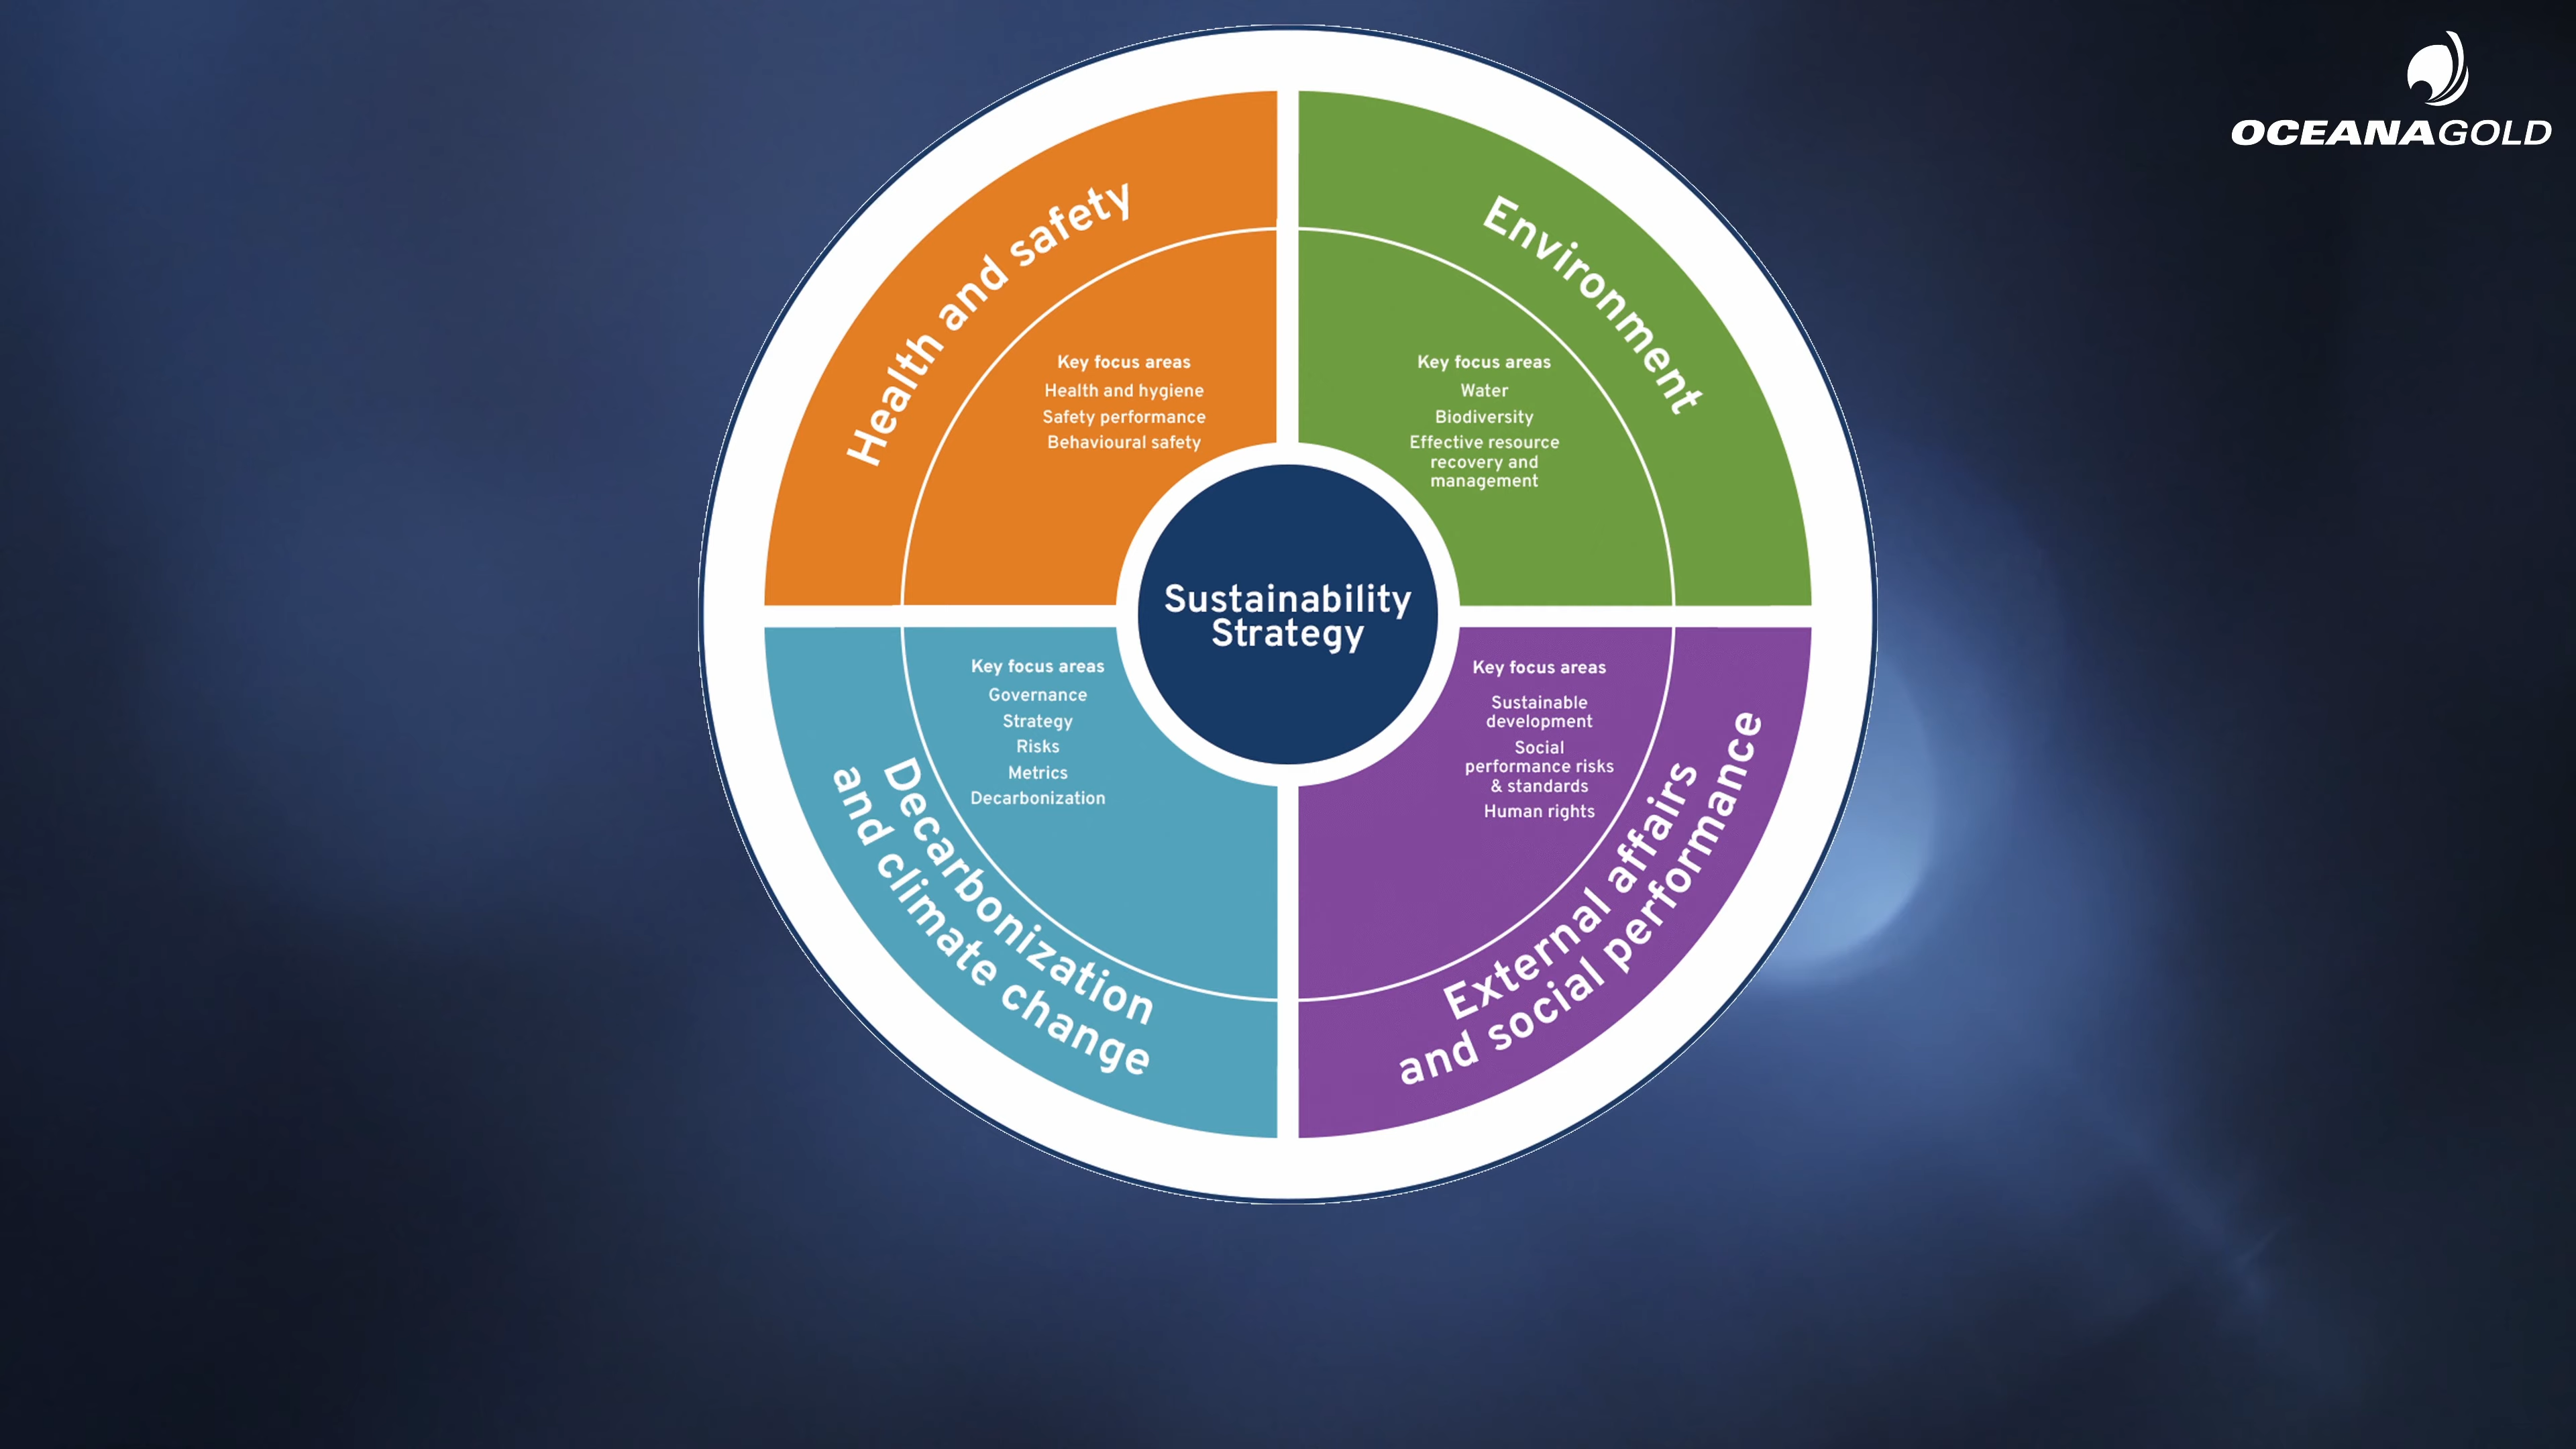 OCEANAGOLD
Health and safety
Key focus areas
Health and hygiene
Safety performance
Behavioural safety
Environment
Key focus areas
Water
Biodiversity
Effective resource
recovery and
management
Sustainability
Strategy
Key focus areas
Governance
Strategy
Risks
Metrics
Decarbonization
Decarbonization
and climate change
Key focus areas
Sustainable
development
Social
performance risks
& standards
Human rights
External affairs
and social performance